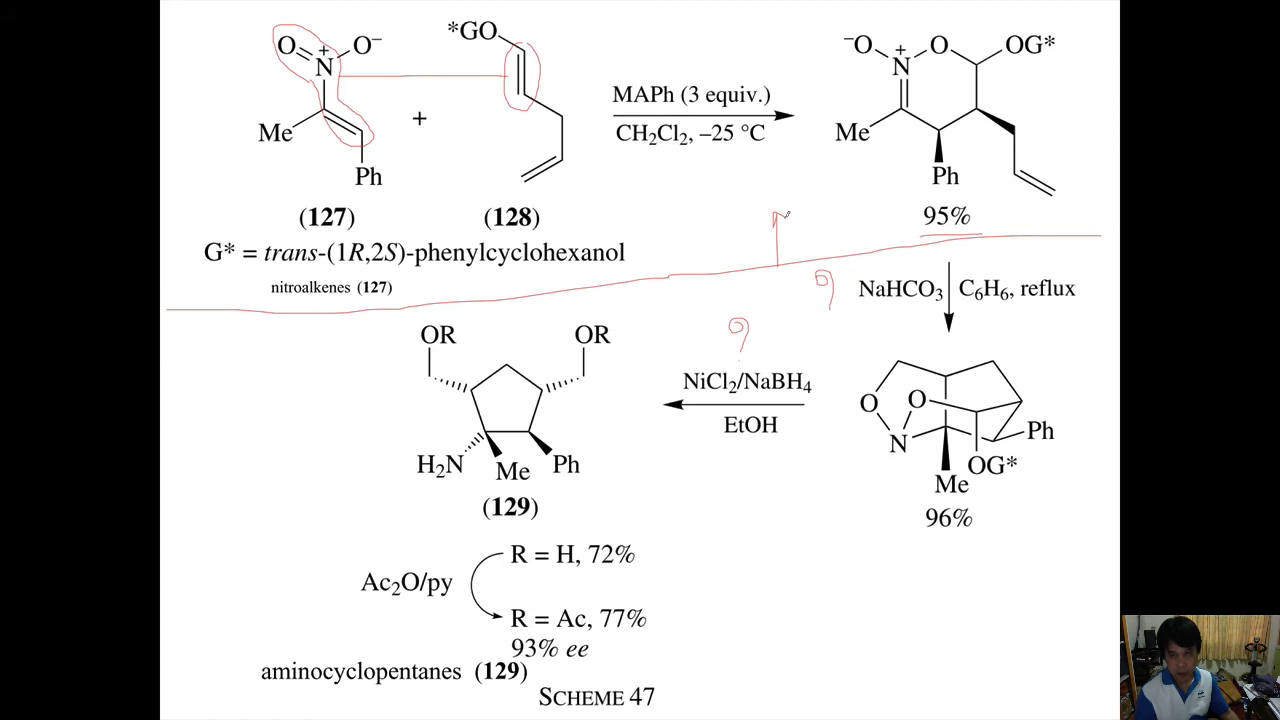 O N+ O− *GO
Me Ph
+
MAPh (3 equiv.)
CH2Cl2, –25 °C
−O N+ O OG*
Me Ph
(127) (128) 95%
G* = trans-(1R,2S)-phenylcyclohexanol
nitroalkenes (127)
NaHCO3 C6H6, reflux
OR OR
NiCl2/NaBH4
EtOH
O O N Ph
OG*
Me
96%
H2N Me Ph
(129)
R = H, 72%
Ac2O/py
R = Ac, 77%
93% ee
aminocyclopentanes (129)
SCHEME 47